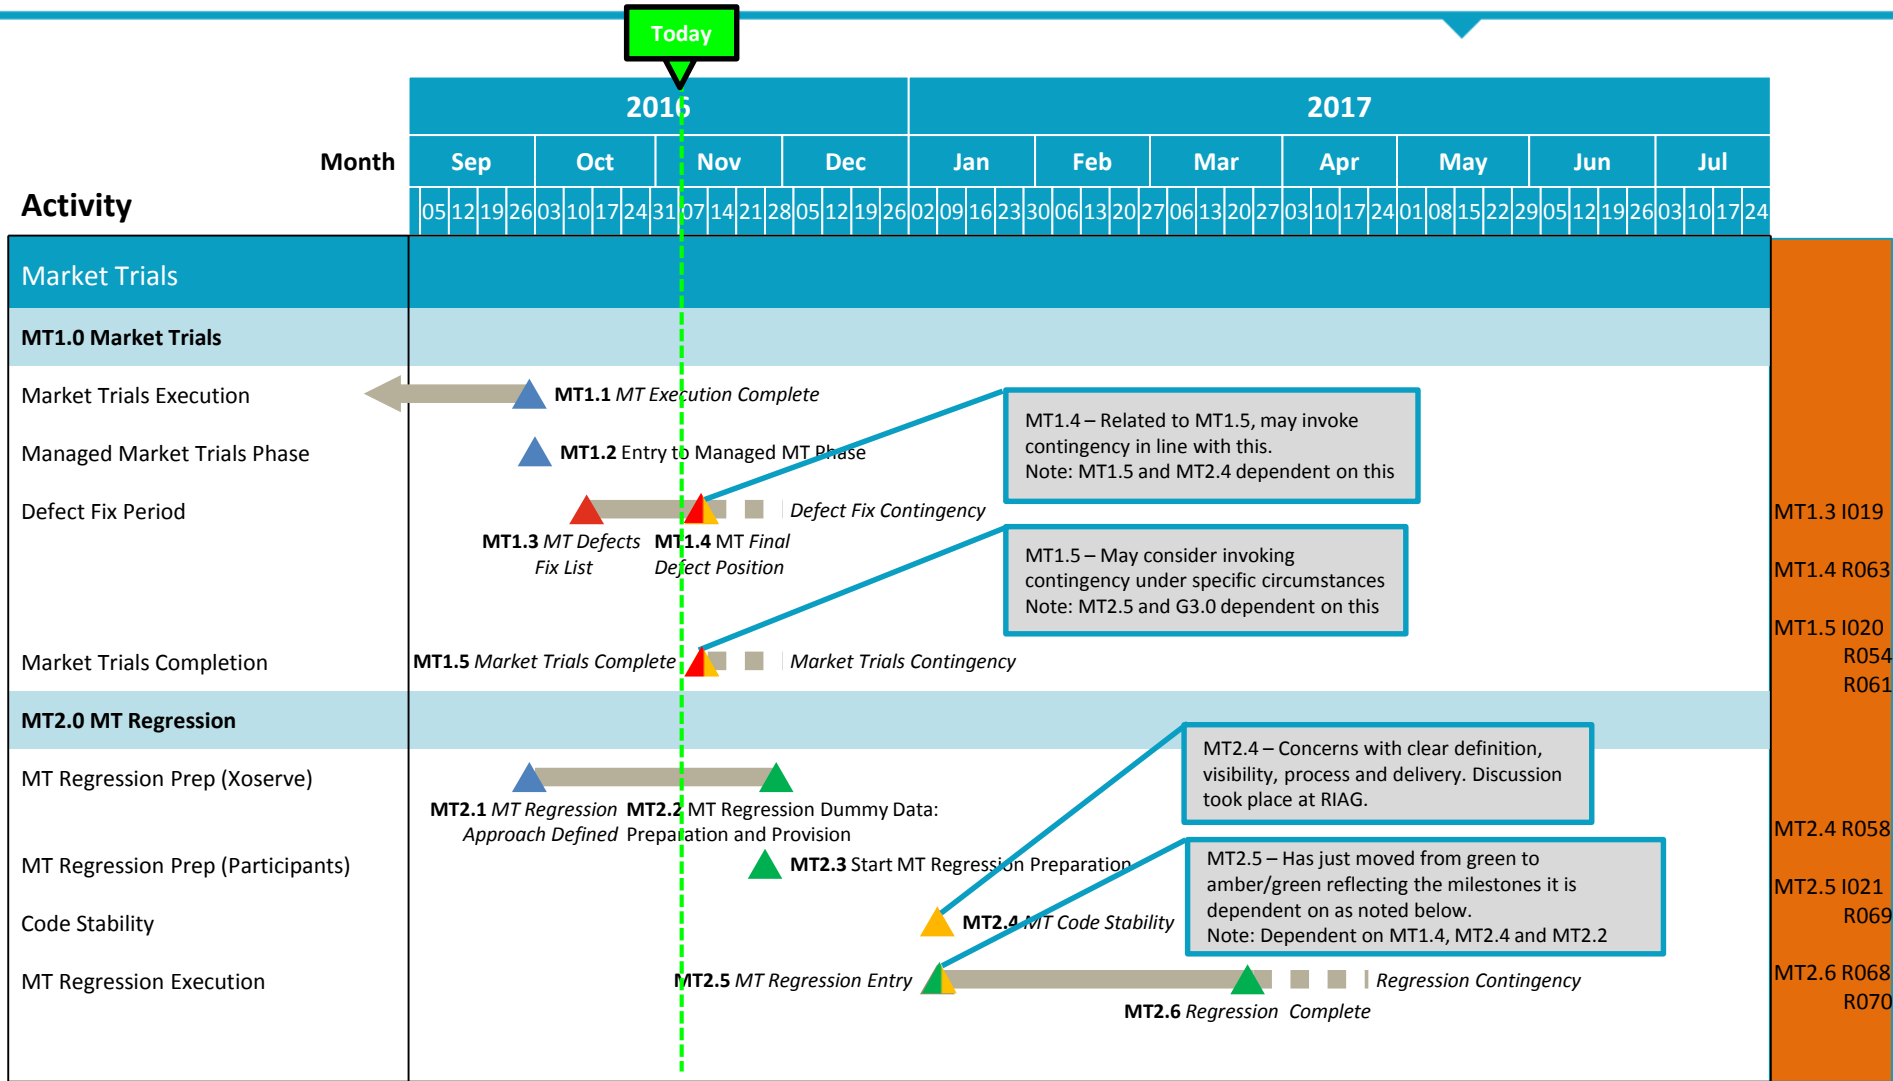 Today
2016
2017
Month
Sep Oct Nov Dec Jan Feb Mar Apr May Jun Jul
Activity
05 12 19 26 03 10 17 24 31 07 14 21 28 05 12 19 26 02 09 16 23 30 06 13 20 27 06 13 20 27 03 10 17 24 01 08 15 22 29 05 12 19 26 03 10 17 24
Market Trials
MT1.0 Market Trials
Market Trials Execution
MT1.1 MT Execution Complete
MT1.4 – Related to MT1.5, may invoke
contingency in line with this.
Note: MT1.5 and MT2.4 dependent on this
Managed Market Trials Phase
MT1.2 Entry to Managed MT Phase
Defect Fix Period
Defect Fix Contingency
MT1.3 MT Defects
Fix List
MT1.4 MT Final
Defect Position
MT1.3 I019
MT1.5 – May consider invoking
contingency under specific circumstances
Note: MT2.5 and G3.0 dependent on this
MT1.4 R063
MT1.5 I020
R054
R061
Market Trials Completion
MT1.5 Market Trials Complete
Market Trials Contingency
MT2.0 MT Regression
MT2.4 – Concerns with clear definition,
visibility, process and delivery. Discussion
took place at RIAG.
MT Regression Prep (Xoserve)
MT2.1 MT Regression
Approach Defined
MT2.2 MT Regression Dummy Data:
Preparation and Provision
MT2.4 R058
MT Regression Prep (Participants)
MT2.3 Start MT Regression Preparation
MT2.5 – Has just moved from green to
amber/green reflecting the milestones it is
dependent on as noted below.
Note: Dependent on MT1.4, MT2.4 and MT2.2
MT2.5 I021
R069
Code Stability
MT2.4 MT Code Stability
MT Regression Execution
MT2.5 MT Regression Entry
Regression Contingency
MT2.6 Regression Complete
MT2.6 R068
R070